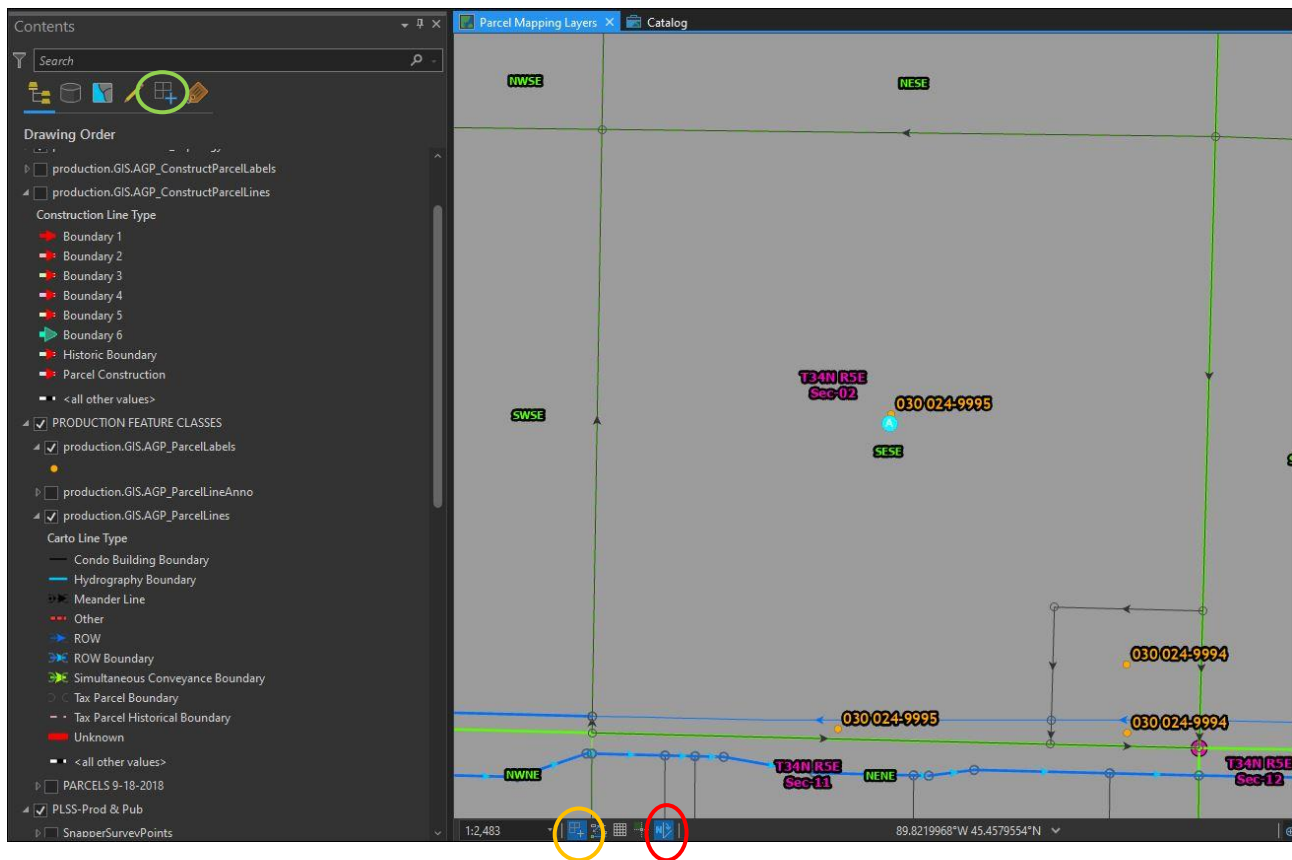 Contents
Search
Drawing Order
production.GIS.AGP_ConstructParcelLabels
production.GIS.AGP_ConstructParcelLines
Construction Line Type
Boundary 1
Boundary 2
Boundary 3
Boundary 4
Boundary 5
Boundary 6
Historic Boundary
Parcel Construction
<all other values>
PRODUCTION FEATURE CLASSES
production.GIS.AGP_ParcelLabels
production.GIS.AGP_ParcelLineAnno
production.GIS.AGP_ParcelLines
Carto Line Type
Condo Building Boundary
Hydrography Boundary
Meander Line
Other
ROW
ROW Boundary
Simultaneous Conveyance Boundary
Tax Parcel Boundary
Tax Parcel Historical Boundary
Unknown
<all other values>
PARCELS 9-18-2018
PLSS-Prod & Pub
SnapperSurveyPoints
Parcel Mapping Layers
Catalog
NWSE
NESE
T34N R5E
Sec-02
030 024-9995
A
SWSE
SESE
030 024-9994
030 024-9995
030 024-9994
T34N R5E
Sec-11
NWNE
NENE
T34N R5E
Sec-12
1:2,483
N
89.8219968°W 45.4579554°N